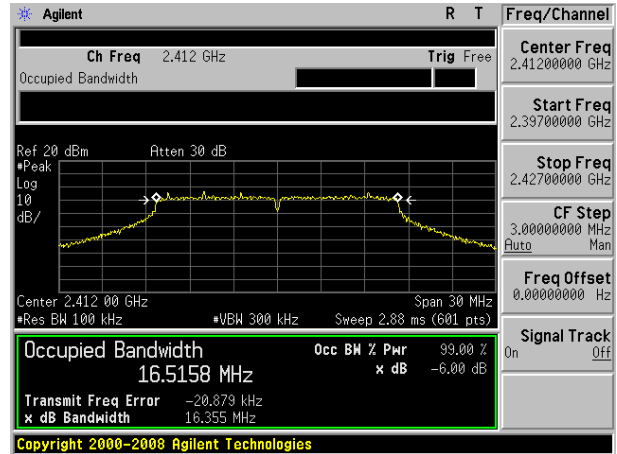 Agilent R T Freq/Channel
Ch Freq 2.412 GHz Trig Free
Occupied Bandwidth
Center Freq
2.41200000 GHz
Start Freq
2.39700000 GHz
Stop Freq
2.42700000 GHz
CF Step
3.00000000 MHz
Auto Man
Freq Offset
0.00000000 Hz
Signal Track
On Off
Ref 20 dBm Atten 30 dB
#Peak
Log
10
dB/
Center 2.412 00 GHz Span 30 MHz
#Res BW 100 kHz #VBW 300 kHz Sweep 2.88 ms (601 pts)
Occupied Bandwidth Occ BW % Pwr 99.00 %
16.5158 MHz x dB -6.00 dB
Transmit Freq Error -20.879 kHz
x dB Bandwidth 16.355 MHz
Copyright 2000-2008 Agilent Technologies